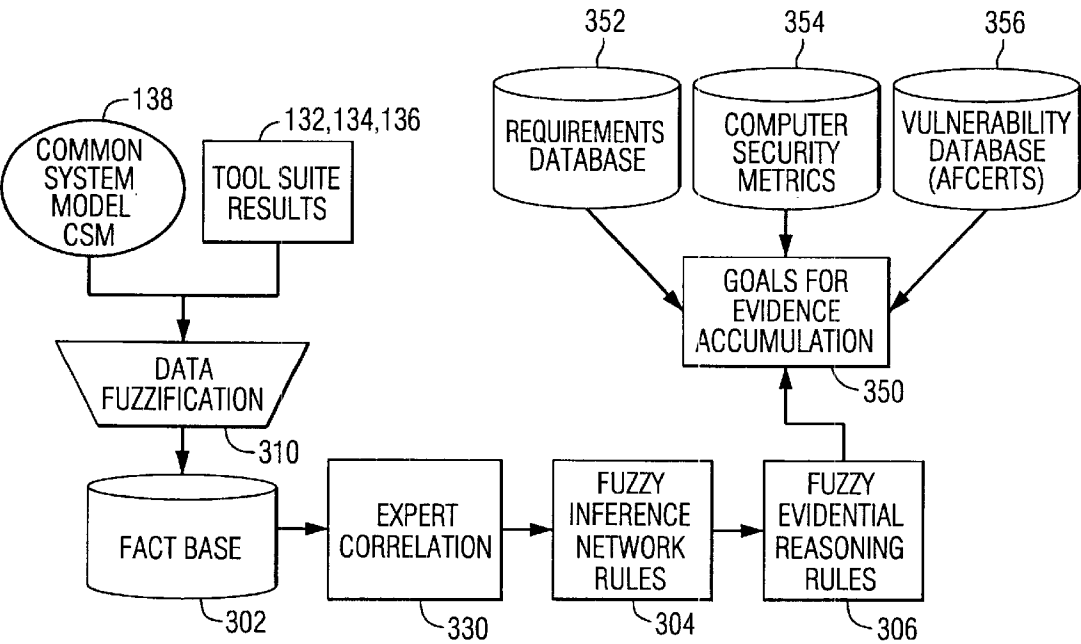 352
354
356
138
132,134,136
COMMON
SYSTEM
MODEL
CSM
TOOL SUITE
RESULTS
REQUIREMENTS
DATABASE
COMPUTER
SECURITY
METRICS
VULNERABILITY
DATABASE
(AFCERTS)
GOALS FOR
EVIDENCE
ACCUMULATION
350
DATA
FUZZIFICATION
310
FACT BASE
302
EXPERT
CORRELATION
330
FUZZY
INFERENCE
NETWORK
RULES
304
FUZZY
EVIDENTIAL
REASONING
RULES
306